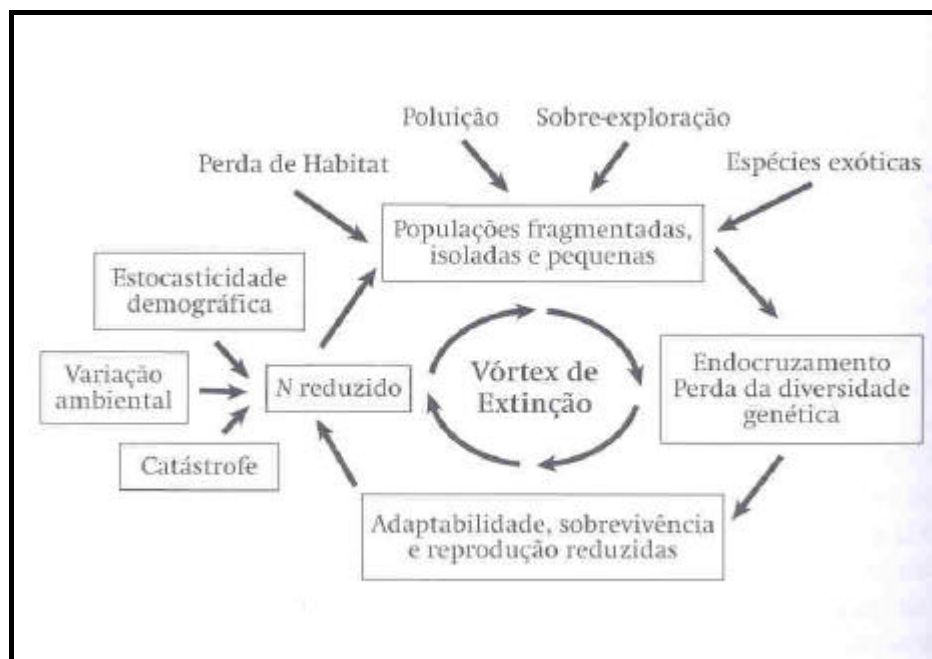 Poluição
Sobre-exploração
Perda de Habitat
Espécies exóticas
Populações fragmentadas,
isoladas e pequenas
Estocasticidade
demográfica
Variação
ambiental
N reduzido
Vórtex de
Extinção
Endocruzamento
Perda da diversidade
genética
Catástrofe
Adaptabilidade, sobrevivência
e reprodução reduzidas